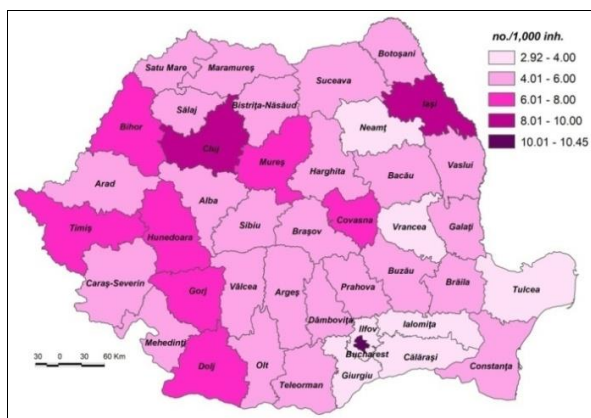 no./1,000 inh.
2.92 - 4.00
4.01 - 6.00
6.01 - 8.00
8.01 - 10.00
10.01 - 10.45
Botoşani
Satu Mare
Maramureş
Suceava
Iaşi
Sălaj
Bistriţa-Năsăud
Neamţ
Bihor
Cluj
Mureş
Harghita
Bacău
Vaslui
Arad
Alba
Covasna
Timiş
Hunedoara
Sibiu
Braşov
Vrancea
Galaţi
Caraş-Severin
Gorj
Vâlcea
Argeş
Prahova
Buzău
Brăila
Tulcea
Dâmboviţa
Ilfov
Ialomiţa
Mehedinţi
Bucharest
Călăraşi
Dolj
Olt
Giurgiu
Constanţa
Teleorman
30 0 30 60 Km